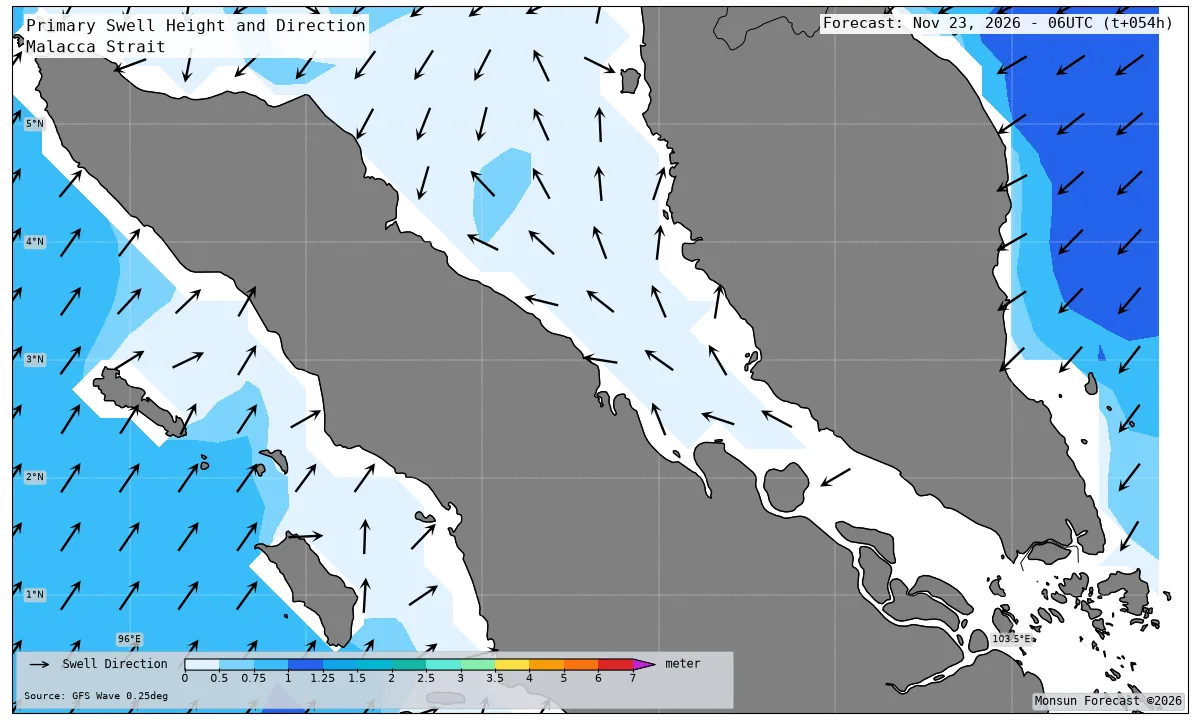 Primary Swell Height and Direction
Malacca Strait
Forecast: Nov 23, 2026 - 06UTC (t+054h)
5°N
4°N
3°N
2°N
1°N
96°E
103.5°E
Swell Direction
meter
0 0.5 0.75 1 1.25 1.5 2 2.5 3 3.5 4 5 6 7
Source: GFS Wave 0.25deg
Monsun Forecast ©2026